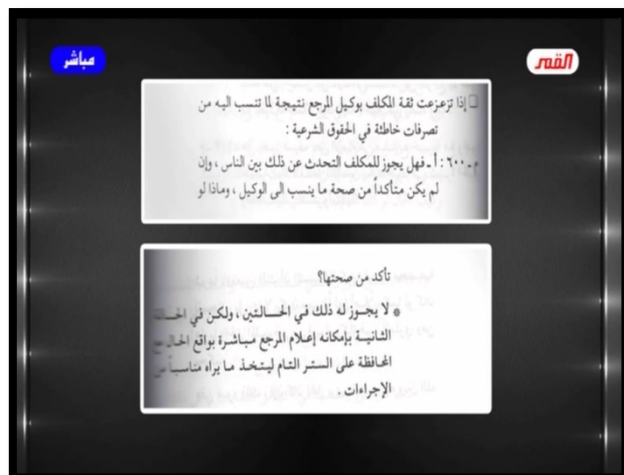 مباشر
القمر
إذا تزعزعت ثقة المكلف بوكيل المرجع نتيجة لما تنسب اليه من
تصرفات خاطئة في الحقوق الشرعية :
م ـ ٦٠٠ : أ ـ فهل يجوز للمكلف التحدث عن ذلك بين الناس ، وإن
لم يكن متأكداً من صحة ما ينسب الى الوكيل ، وماذا لو
تأكد من صحتها؟
* لا يجوز له ذلك في الحالتين ، ولكن في الحالة
الثانية بإمكانه إعلام المرجع مباشرة بواقع الحال مع
المحافظة على الستر التام ليتخذ ما يراه مناسباً من
الإجراءات .